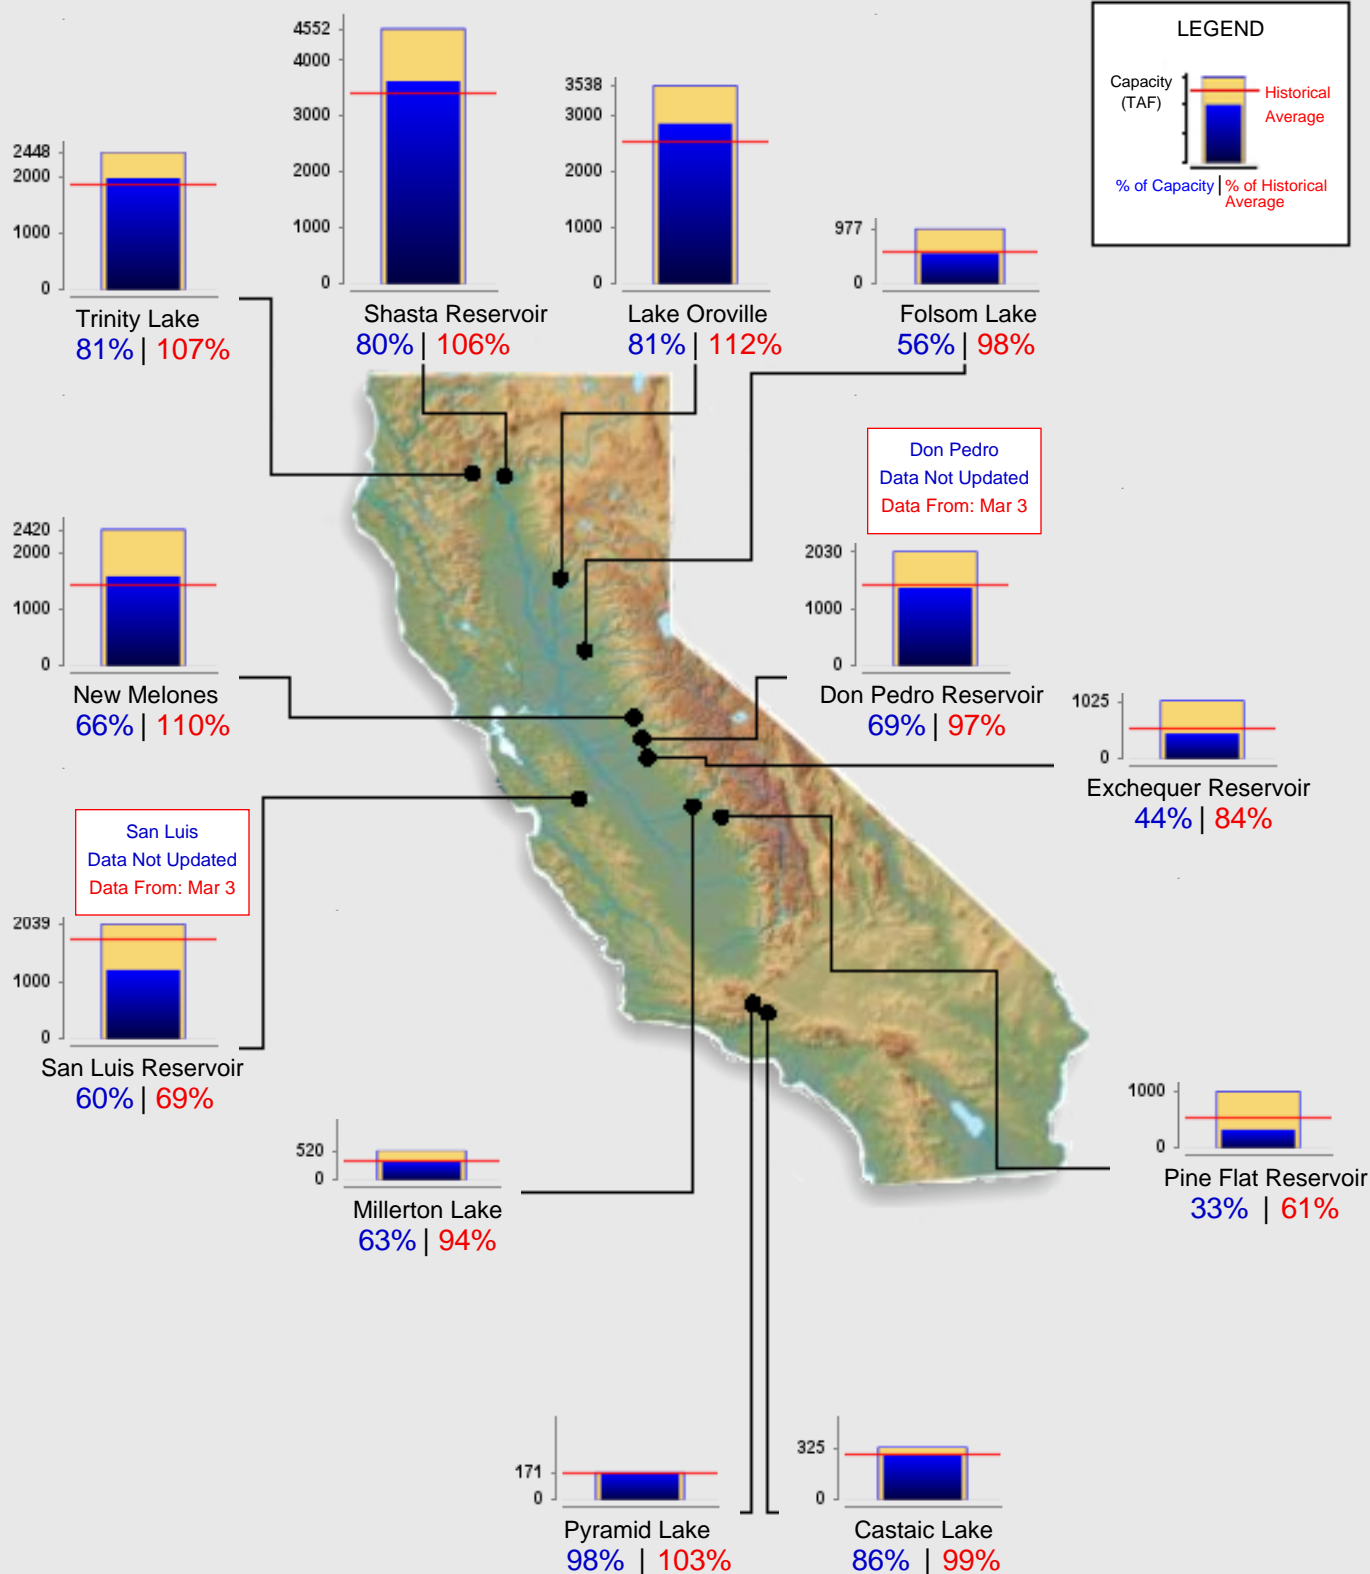 LEGEND
Capacity
(TAF)
Historical
Average
% of Capacity | % of Historical
Average
4552
4000
3000
2000
1000
0
Shasta Reservoir
80% | 106%
3538
3000
2000
1000
0
Lake Oroville
81% | 112%
2448
2000
1000
0
Trinity Lake
81% | 107%
977
0
Folsom Lake
56% | 98%
Don Pedro
Data Not Updated
Data From: Mar 3
2030
1000
0
Don Pedro Reservoir
69% | 97%
2420
2000
1000
0
New Melones
66% | 110%
1025
0
Exchequer Reservoir
44% | 84%
San Luis
Data Not Updated
Data From: Mar 3
2039
1000
0
San Luis Reservoir
60% | 69%
1000
0
Pine Flat Reservoir
33% | 61%
520
0
Millerton Lake
63% | 94%
171
0
Pyramid Lake
98% | 103%
325
0
Castaic Lake
86% | 99%